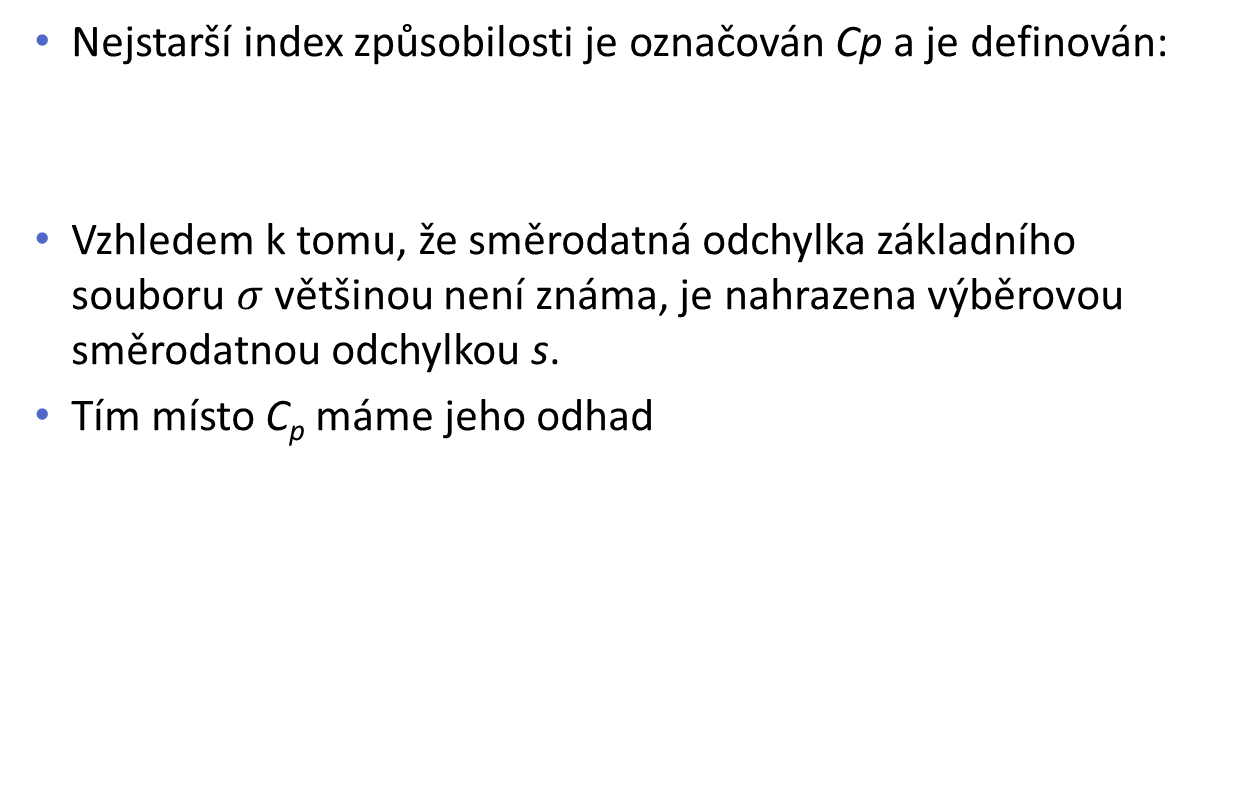 • Nejstarší index způsobilosti je označován Cp a je definován:
• Vzhledem k tomu, že směrodatná odchylka základního
souboru σ většinou není známa, je nahrazena výběrovou
směrodatnou odchylkou s.
• Tím místo Cp máme jeho odhad